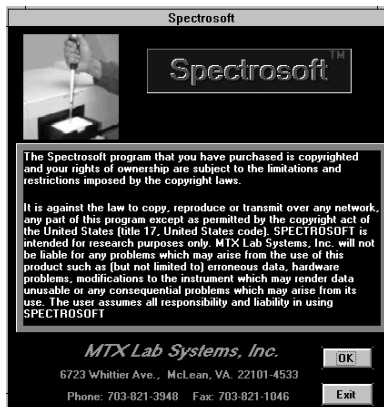 Spectrosoft
Spectrosoft™
The Spectrosoft program that you have purchased is copyrighted
and your rights of ownership are subject to the limitations and
restrictions imposed by the copyright laws.
It is against the law to copy, reproduce or transmit over any network,
any part of this program except as permitted by the copyright act of
the United States (title 17, United States code). SPECTROSOFT is
intended for research purposes only. MTX Lab Systems, Inc. will not
be liable for any problems which may arise from the use of this
product such as (but not limited to) erroneous data, hardware
problems, modifications to the instrument which may render data
unusable or any consequential problems which may arise from its
use. The user assumes all responsibility and liability in using
SPECTROSOFT
MTX Lab Systems, Inc.
OK
6723 Whittier Ave., McLean, VA. 22101-4533
Phone: 703-821-3948 Fax: 703-821-1046
Exit